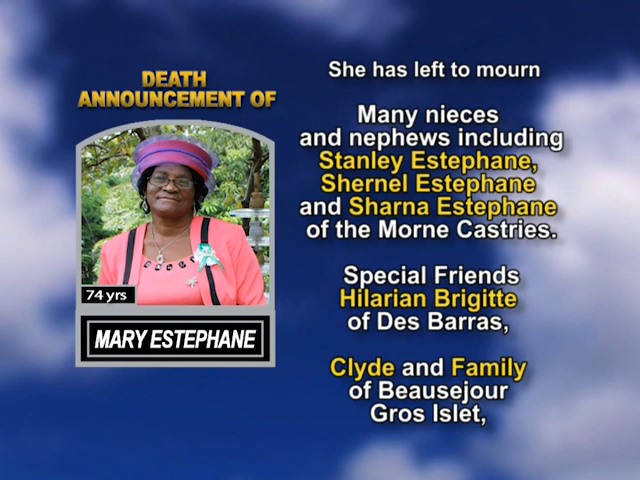 DEATH
ANNOUNCEMENT OF
74 yrs
MARY ESTEPHANE
She has left to mourn
Many nieces
and nephews including
Stanley Estephane,
Shernel Estephane
and Sharna Estephane
of the Morne Castries.
Special Friends
Hilarian Brigitte
of Des Barras,
Clyde and Family
of Beausejour
Gros Islet,